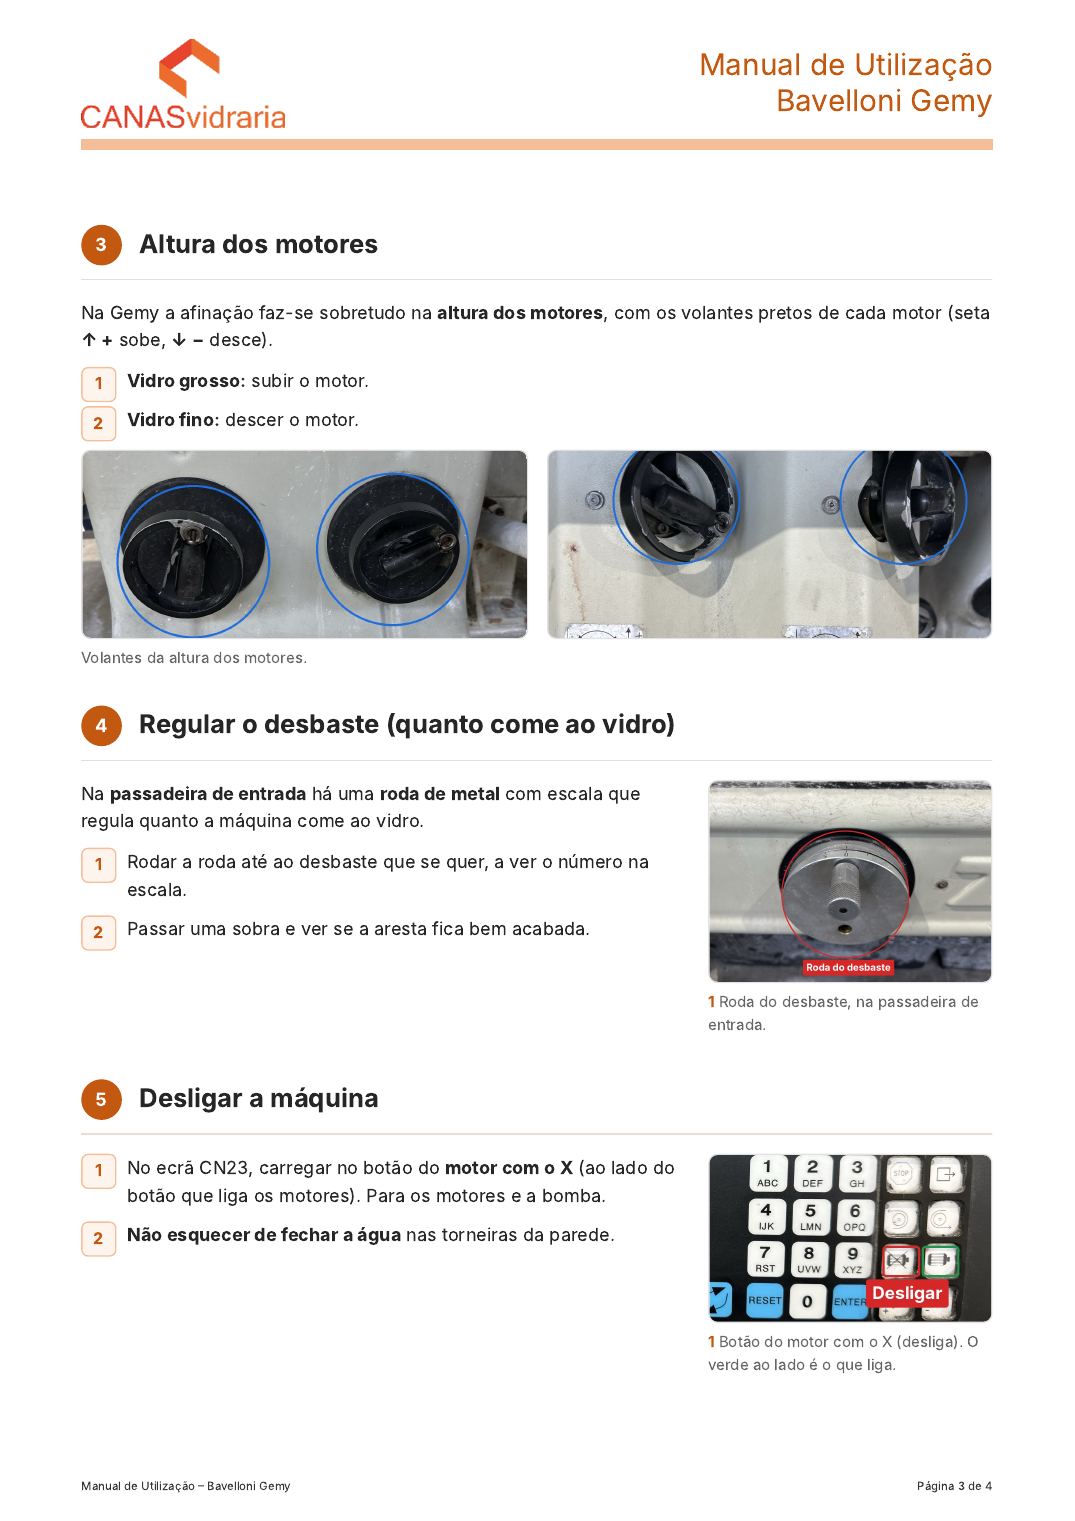 CANASvidraria
Manual de Utilização
Bavelloni Gemy
3 Altura dos motores
Na Gemy a afinação faz-se sobretudo na altura dos motores, com os volantes pretos de cada motor (seta
↑ + sobe, ↓ − desce).
1 Vidro grosso: subir o motor.
2 Vidro fino: descer o motor.
Volantes da altura dos motores.
4 Regular o desbaste (quanto come ao vidro)
Na passadeira de entrada há uma roda de metal com escala que
regula quanto a máquina come ao vidro.
1 Rodar a roda até ao desbaste que se quer, a ver o número na
escala.
2 Passar uma sobra e ver se a aresta fica bem acabada.
Roda do desbaste
1 Roda do desbaste, na passadeira de
entrada.
5 Desligar a máquina
1 No ecrã CN23, carregar no botão do motor com o X (ao lado do
botão que liga os motores). Para os motores e a bomba.
2 Não esquecer de fechar a água nas torneiras da parede.
1 2 3 STOP
ABC DEF GH
4 5 6
IJK LMN OPQ
7 8 9
RST UVW XYZ
RESET 0 ENTER
Desligar
+ -
1 Botão do motor com o X (desliga). O
verde ao lado é o que liga.
Manual de Utilização – Bavelloni Gemy
Página 3 de 4